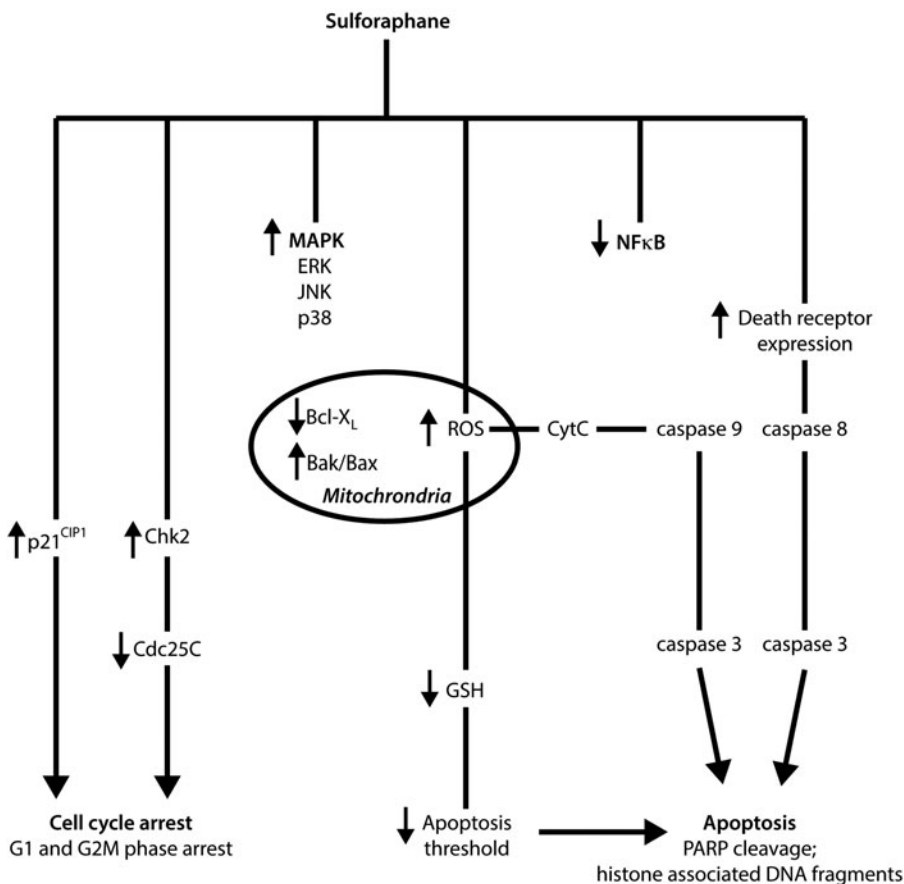 Sulforaphane
MAPK
ERK
JNK
p38
NFκB
Death receptor
expression
Bcl-XL
Bak/Bax
Mitochrondria
ROS
CytC
caspase 9
caspase 8
p21CIP1
Chk2
Cdc25C
GSH
caspase 3
caspase 3
Cell cycle arrest
G1 and G2M phase arrest
Apoptosis
threshold
Apoptosis
PARP cleavage;
histone associated DNA fragments